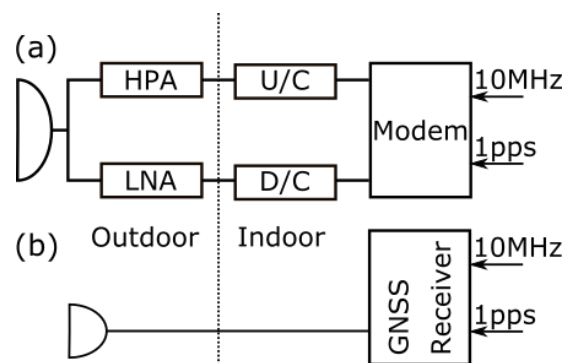 (a)
HPA
U/C
10MHz
Modem
1pps
LNA
D/C
Outdoor
Indoor
(b)
10MHz
GNSS
Receiver
1pps